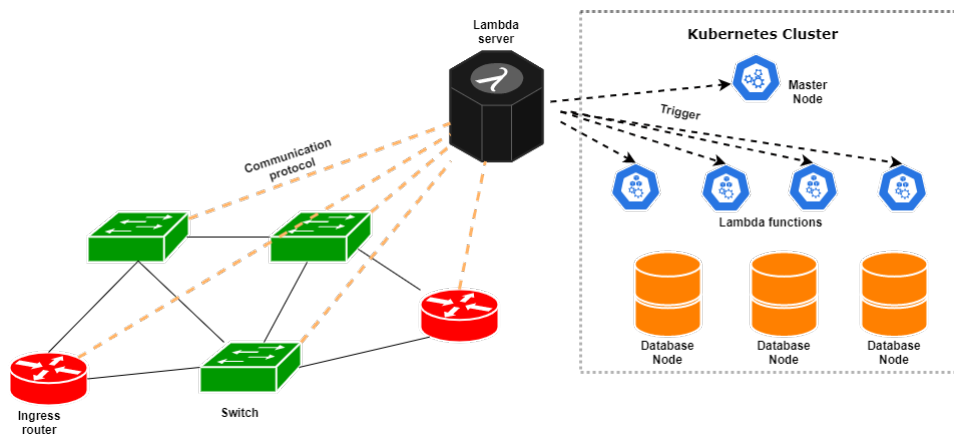 Lambda
server
Kubernetes Cluster
Master
Node
Trigger
Communication
protocol
Lambda functions
Database
Node
Database
Node
Database
Node
Ingress
router
Switch